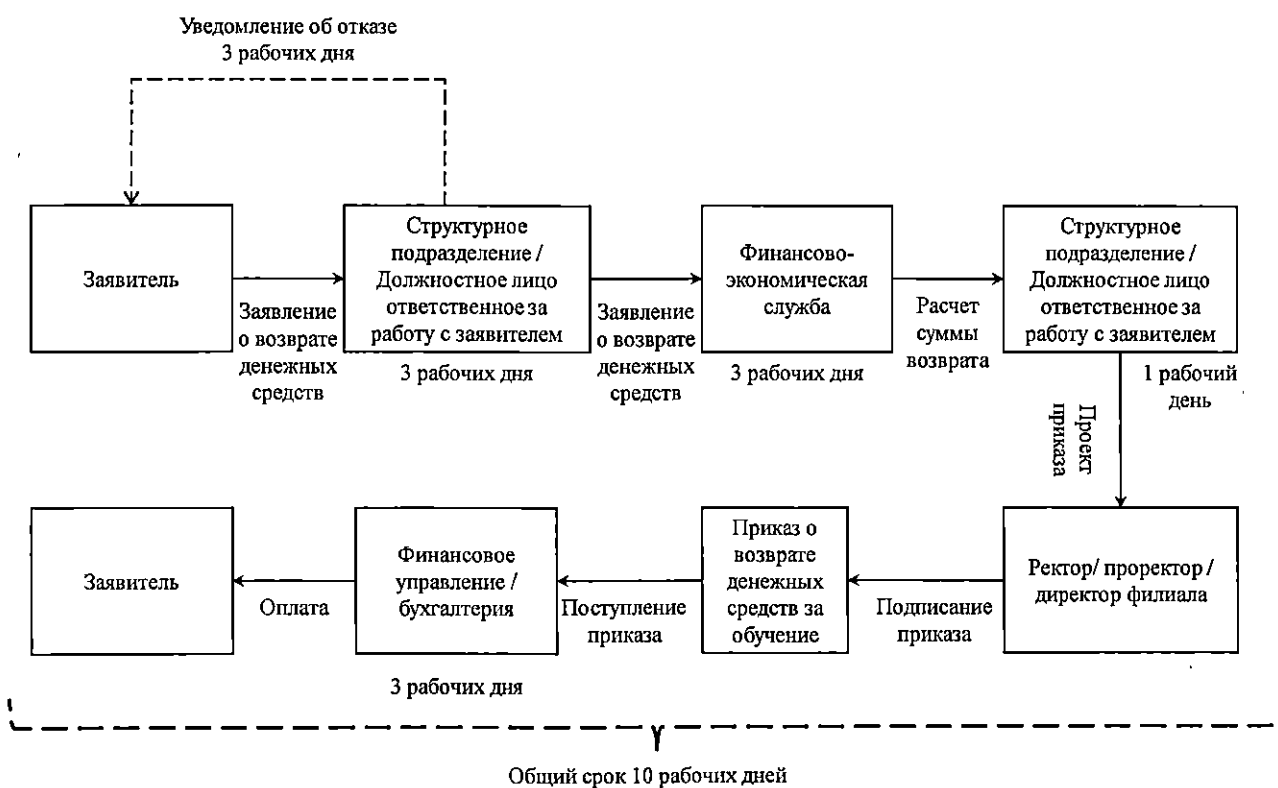 Уведомление об отказе
3 рабочих дня
Заявитель
Заявление
о возврате
денежных
средств
Структурное
подразделение /
Должностное лицо
ответственное за
работу с заявителем
3 рабочих дня
Заявление
о возврате
денежных
средств
Финансово-
экономическая
служба
3 рабочих дня
Расчет
суммы
возврата
Структурное
подразделение /
Должностное лицо
ответственное за
работу с заявителем
1 рабочий
день
Проект
приказа
Ректор/ проректор /
директор филиала
Подписание
приказа
Приказ о
возврате
денежных
средств за
обучение
Поступление
приказа
Финансовое
управление /
бухгалтерия
3 рабочих дня
Оплата
Заявитель
Общий срок 10 рабочих дней